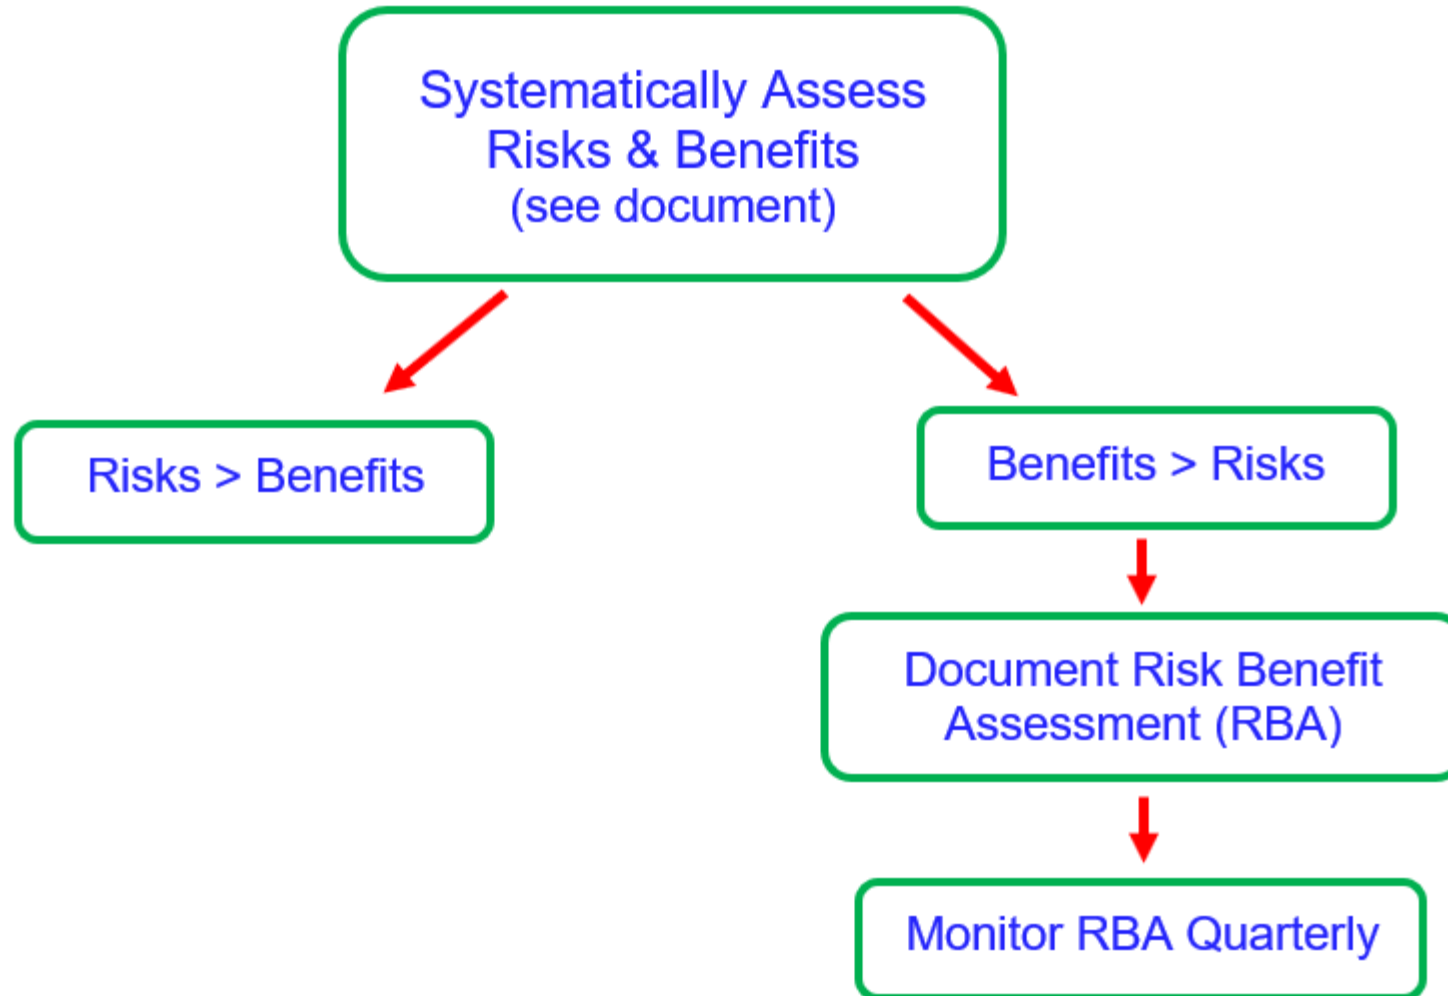 Systematically Assess
Risks & Benefits
(see document)
Risks > Benefits
Benefits > Risks
Document Risk Benefit
Assessment (RBA)
Monitor RBA Quarterly